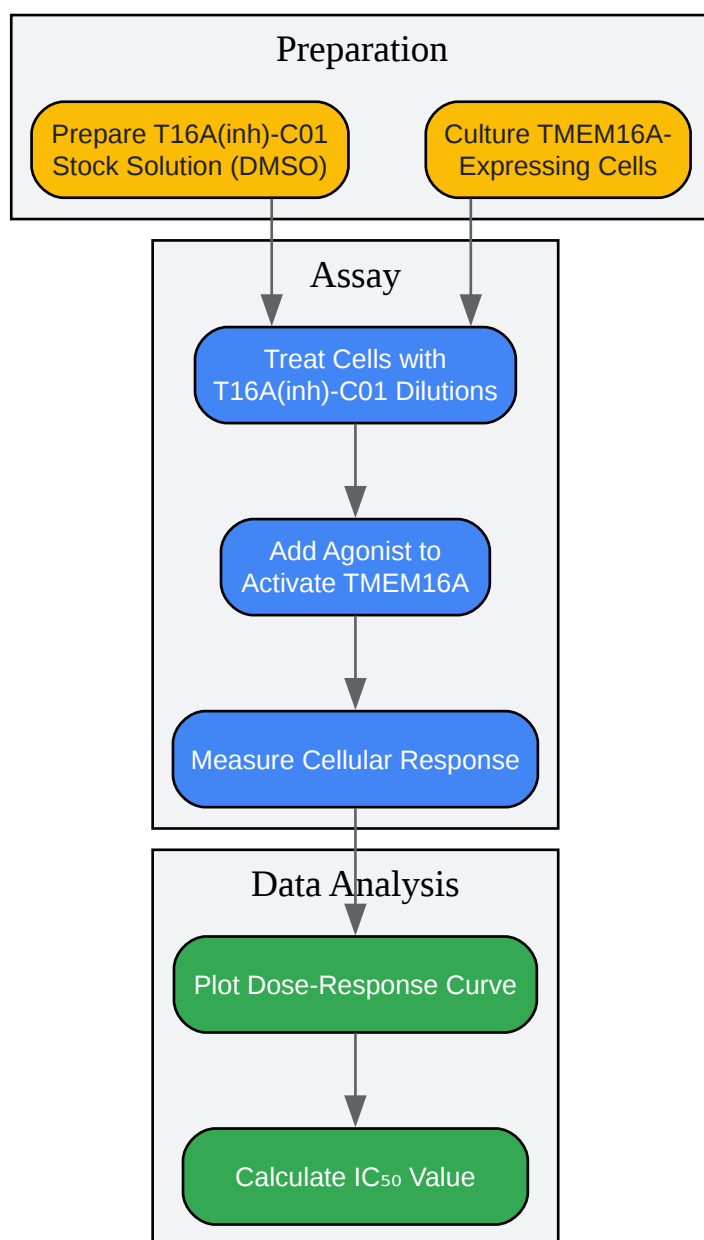 Preparation
Prepare T16A(inh)-C01
Stock Solution (DMSO)
Culture TMEM16A-
Expressing Cells
Assay
Treat Cells with
T16A(inh)-C01 Dilutions
Add Agonist to
Activate TMEM16A
Measure Cellular Response
Data Analysis
Plot Dose-Response Curve
Calculate IC₅₀ Value